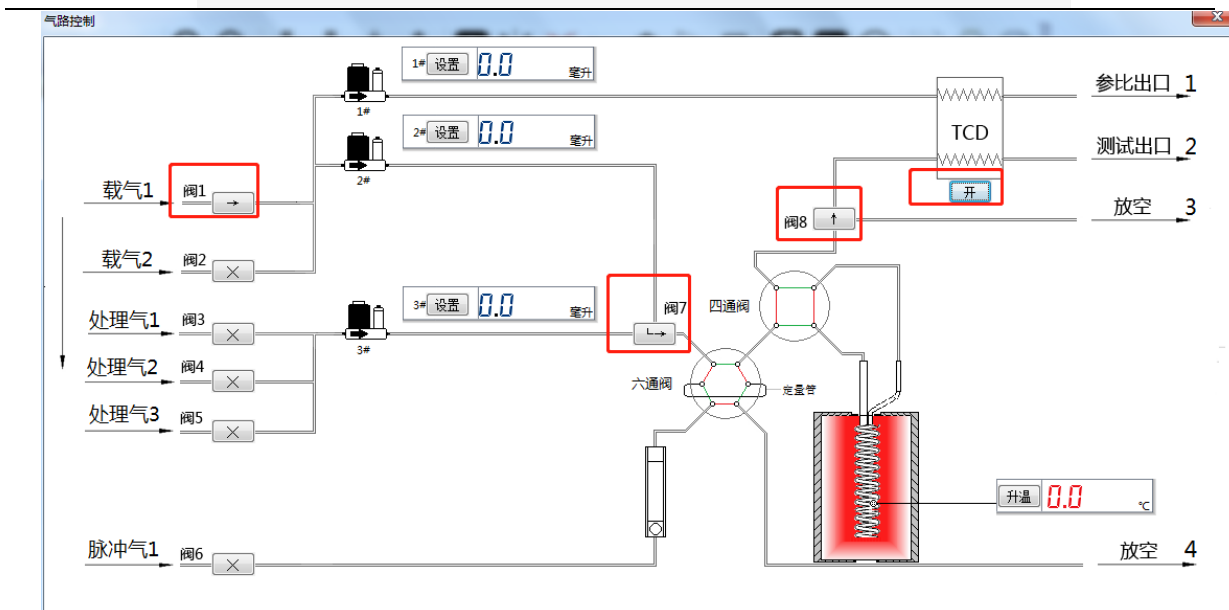 气路控制
1# 设置 0.0 毫升
1#
2# 设置 0.0 毫升
2#
参比出口 1
TCD
测试出口 2
开
载气1 阀1
阀8
放空 3
载气2 阀2
3# 设置 0.0 毫升
阀7
四通阀
处理气1 阀3
3#
处理气2 阀4
六通阀
定量管
处理气3 阀5
升温 0.0 ℃
脉冲气1 阀6
放空 4